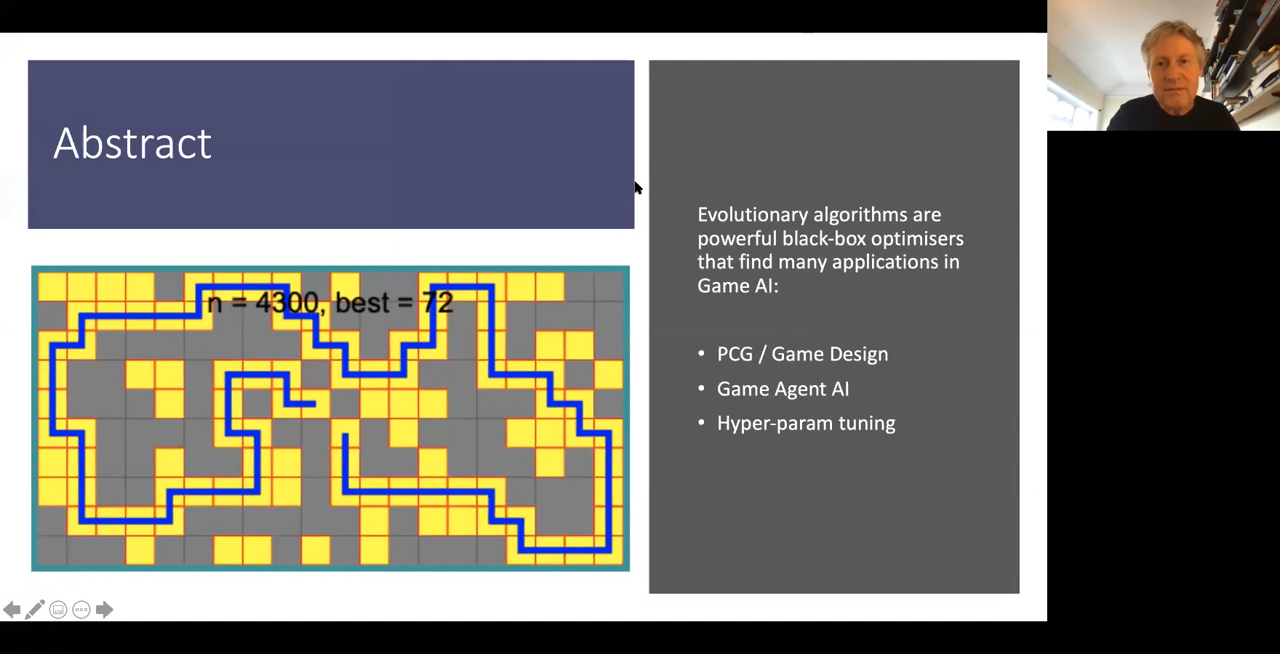 Abstract
n = 4300, best = 72
Evolutionary algorithms are
powerful black-box optimisers
that find many applications in
Game AI:
• PCG / Game Design
• Game Agent AI
• Hyper-param tuning